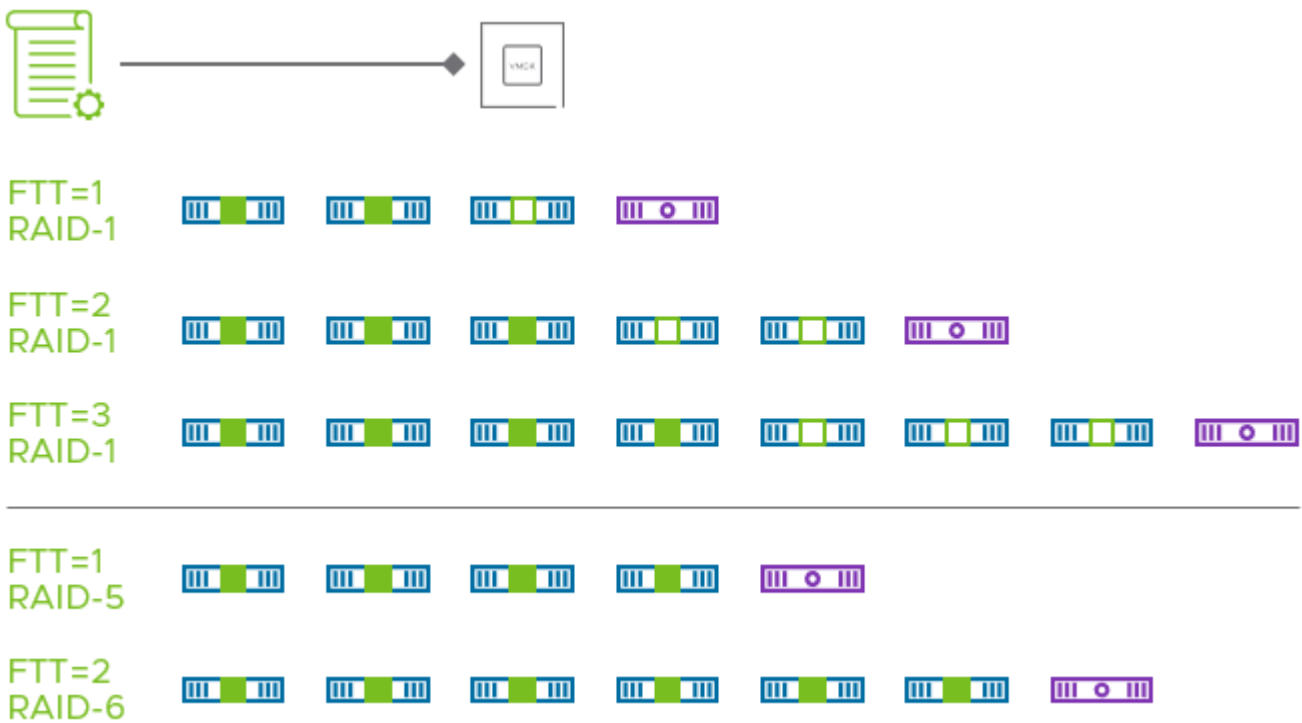 VMDK
FTT=1
RAID-1
FTT=2
RAID-1
FTT=3
RAID-1
FTT=1
RAID-5
FTT=2
RAID-6